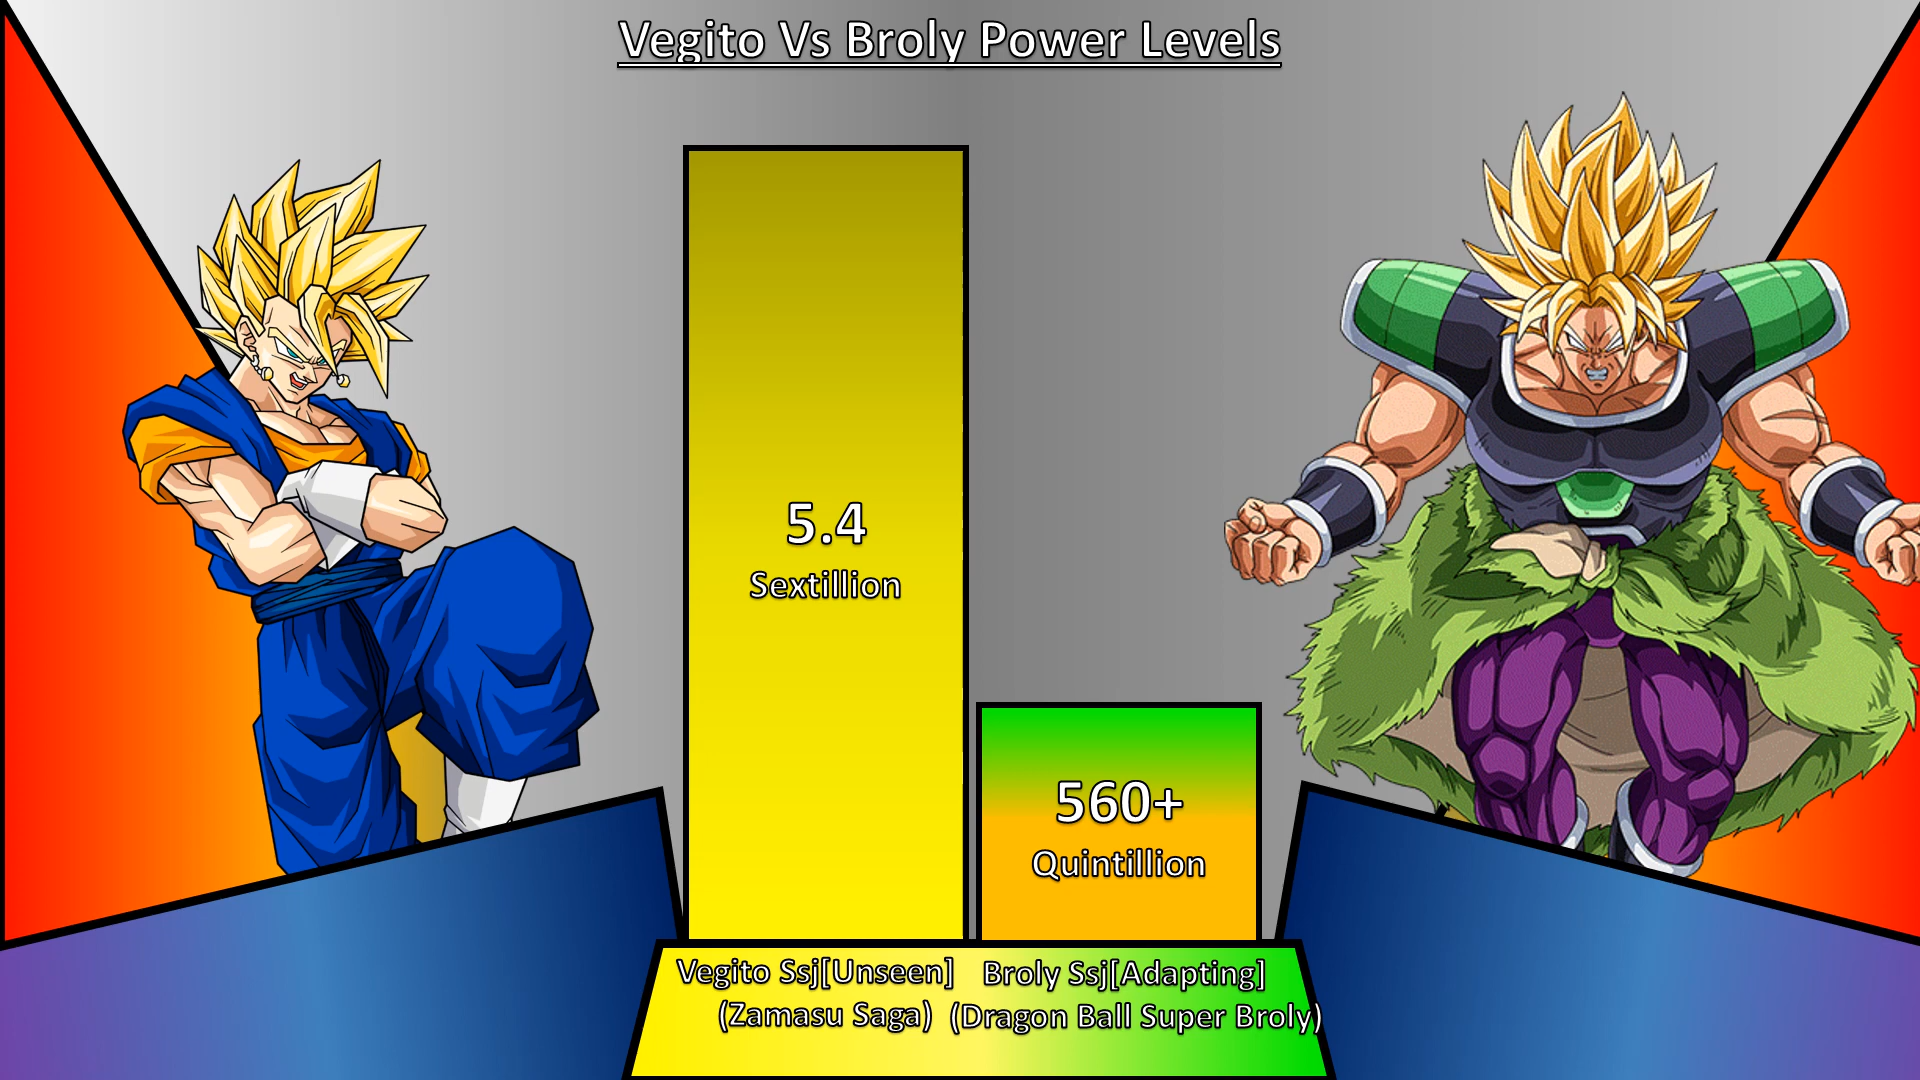 Vegito Vs Broly Power Levels
5.4
Sextillion
560+
Quintillion
Vegito Ssj[Unseen]
(Zamasu Saga)
Broly Ssj[Adapting]
(Dragon Ball Super Broly)